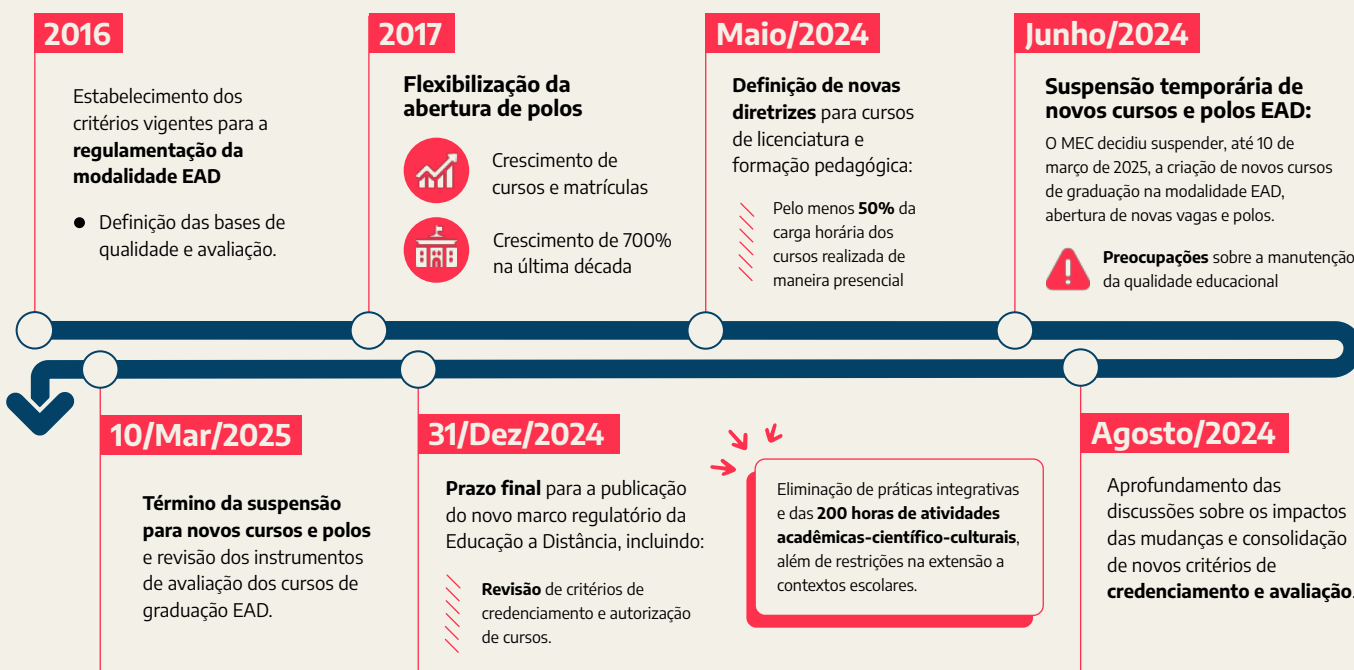 2016
Estabelecimento dos
critérios vigentes para a
regulamentação da
modalidade EAD
Definição das bases de
qualidade e avaliação.
2017
Flexibilização da
abertura de polos
Crescimento de
cursos e matrículas
Crescimento de 700%
na última década
Maio/2024
Definição de novas
diretrizes para cursos
de licenciatura e
formação pedagógica:
Pelo menos 50% da
carga horária dos
cursos realizada de
maneira presencial
Junho/2024
Suspensão temporária de
novos cursos e polos EAD:
O MEC decidiu suspender, até 10 de
março de 2025, a criação de novos cursos
de graduação na modalidade EAD,
abertura de novas vagas e polos.
Preocupações sobre a manutenção
da qualidade educacional
10/Mar/2025
Término da suspensão
para novos cursos e polos
e revisão dos instrumentos
de avaliação dos cursos de
graduação EAD.
31/Dez/2024
Prazo final para a publicação
do novo marco regulatório da
Educação a Distância, incluindo:
Revisão de critérios de
credenciamento e autorização
de cursos.
Eliminação de práticas integrativas
e das 200 horas de atividades
acadêmicas-científico-culturais,
além de restrições na extensão a
contextos escolares.
Agosto/2024
Aprofundamento das
discussões sobre os impactos
das mudanças e consolidação
de novos critérios de
credenciamento e avaliação.